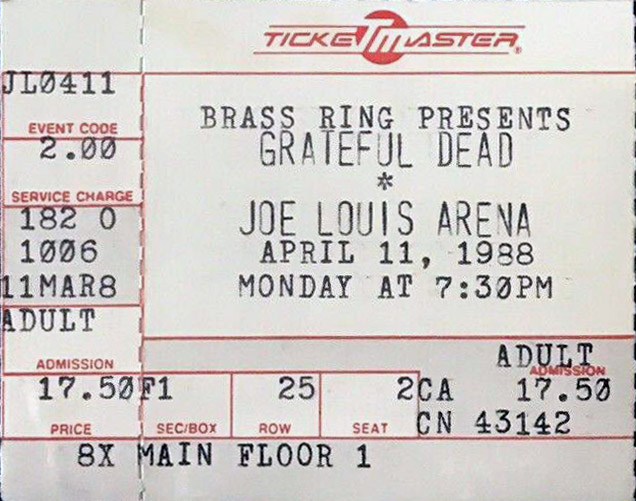 TICKETMASTER®
JL0411
EVENT CODE
2.00
SERVICE CHARGE
182 0
1006
11MAR8
ADULT
ADMISSION
17.50
PRICE
BRASS RING PRESENTS
GRATEFUL DEAD
*
JOE LOUIS ARENA
APRIL 11, 1988
MONDAY AT 7:30PM
ADULT
ADMISSION
F1 25 2 CA 17.50
SEC/BOX ROW SEAT CN 43142
8X MAIN FLOOR 1